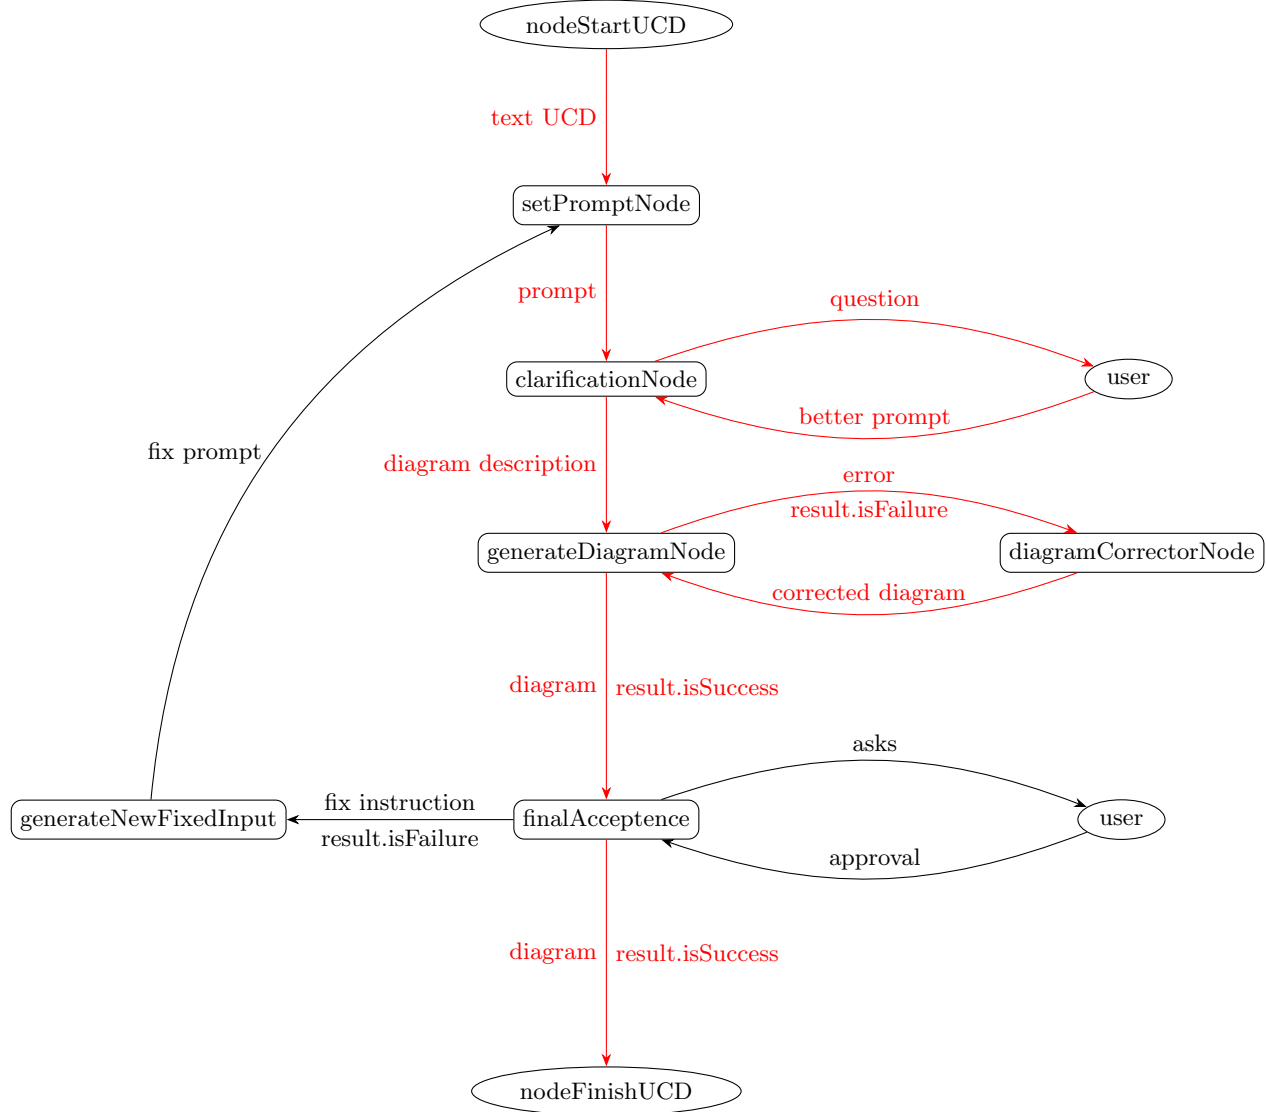 nodeStartUCD
text UCD
setPromptNode
prompt
question
clarificationNode
user
better prompt
fix prompt
diagram description
error
result.isFailure
generateDiagramNode
diagramCorrectorNode
corrected diagram
diagram
result.isSuccess
asks
fix instruction
generateNewFixedInput
finalAcceptence
user
result.isFailure
approval
diagram
result.isSuccess
nodeFinishUCD